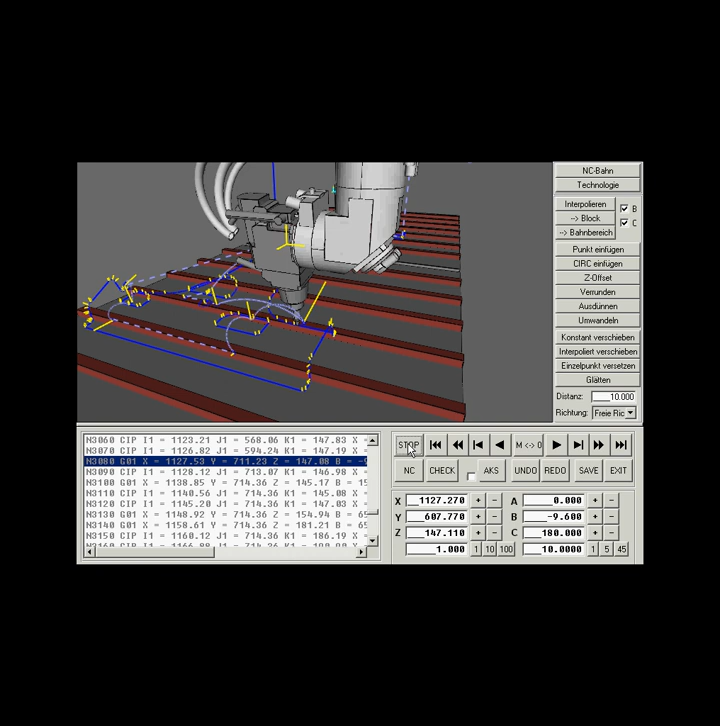 NC-Bahn
Technologie
Interpolieren
B
--> Block
C
--> Bahnbereich
Punkt einfügen
CIRC einfügen
Z-Offset
Verrunden
Ausdünnen
Umwandeln
Konstant verschieben
Interpoliert verschieben
Einzelpunkt versetzen
Glätten
Distanz: 10.000
Richtung: Freie Ric
N3060 CIP I1 = 1123.21 J1 = 568.06 K1 = 147.83 X =
N3070 CIP I1 = 1126.82 J1 = 594.24 K1 = 147.19 X =
N3080 G01 X = 1127.53 Y = 711.23 Z = 147.08 B = -9
N3090 CIP I1 = 1128.12 J1 = 713.07 K1 = 146.98 X =
N3100 G01 X = 1138.85 Y = 714.36 Z = 145.17 B = 15
N3110 CIP I1 = 1140.56 J1 = 714.36 K1 = 145.08 X =
N3120 CIP I1 = 1145.20 J1 = 714.36 K1 = 147.03 X =
N3130 G01 X = 1148.92 Y = 714.36 Z = 154.94 B = 65
N3140 G01 X = 1158.61 Y = 714.36 Z = 181.21 B = 65
N3150 CIP I1 = 1160.12 J1 = 714.36 K1 = 186.19 X =
STOP M <-> 0
NC CHECK AKS UNDO REDO SAVE EXIT
X 1127.270 + - A 0.000 + -
Y 607.770 + - B -9.600 + -
Z 147.110 + - C 180.000 + -
1.000 1 10 100 10.0000 1 5 45